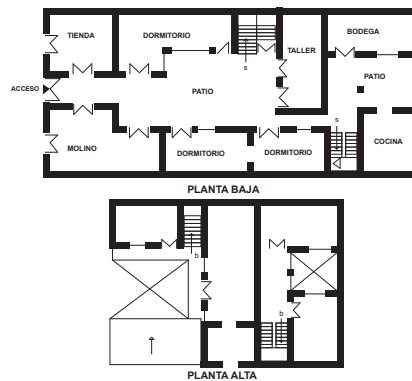 TIENDA
DORMITORIO
BODEGA
TALLER
s
PATIO
ACCESO
PATIO
s
MOLINO
DORMITORIO
DORMITORIO
COCINA
PLANTA BAJA
b
b
PLANTA ALTA